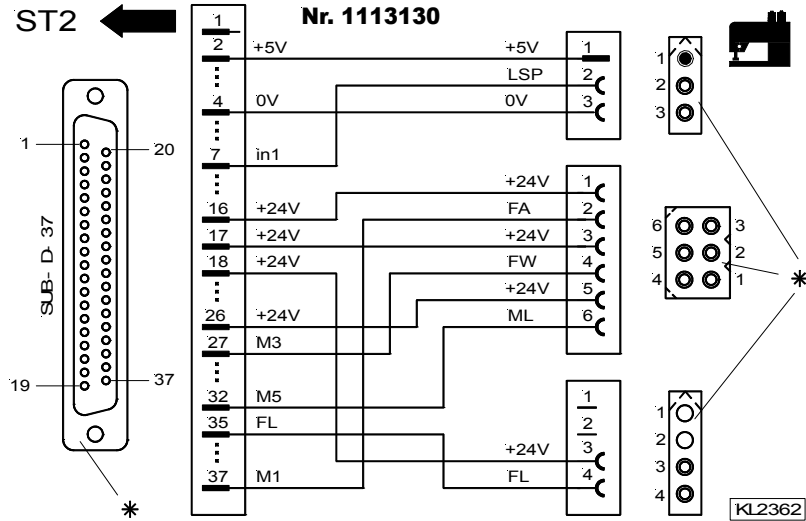 ST2
Nr. 1113130
1
2 +5V +5V 1
LSP 2
4 0V 0V 3
7 in1
16 +24V +24V 1
FA 2
17 +24V +24V 3
18 +24V FW 4
+24V 5
26 +24V ML 6
27 M3
32 M5 1
35 FL 2
+24V 3
37 M1 FL 4
1 20
SUB-D-37
19 37
*
1
2
3
6 3
5 2
4 1
*
1
2
3
4
KL2362